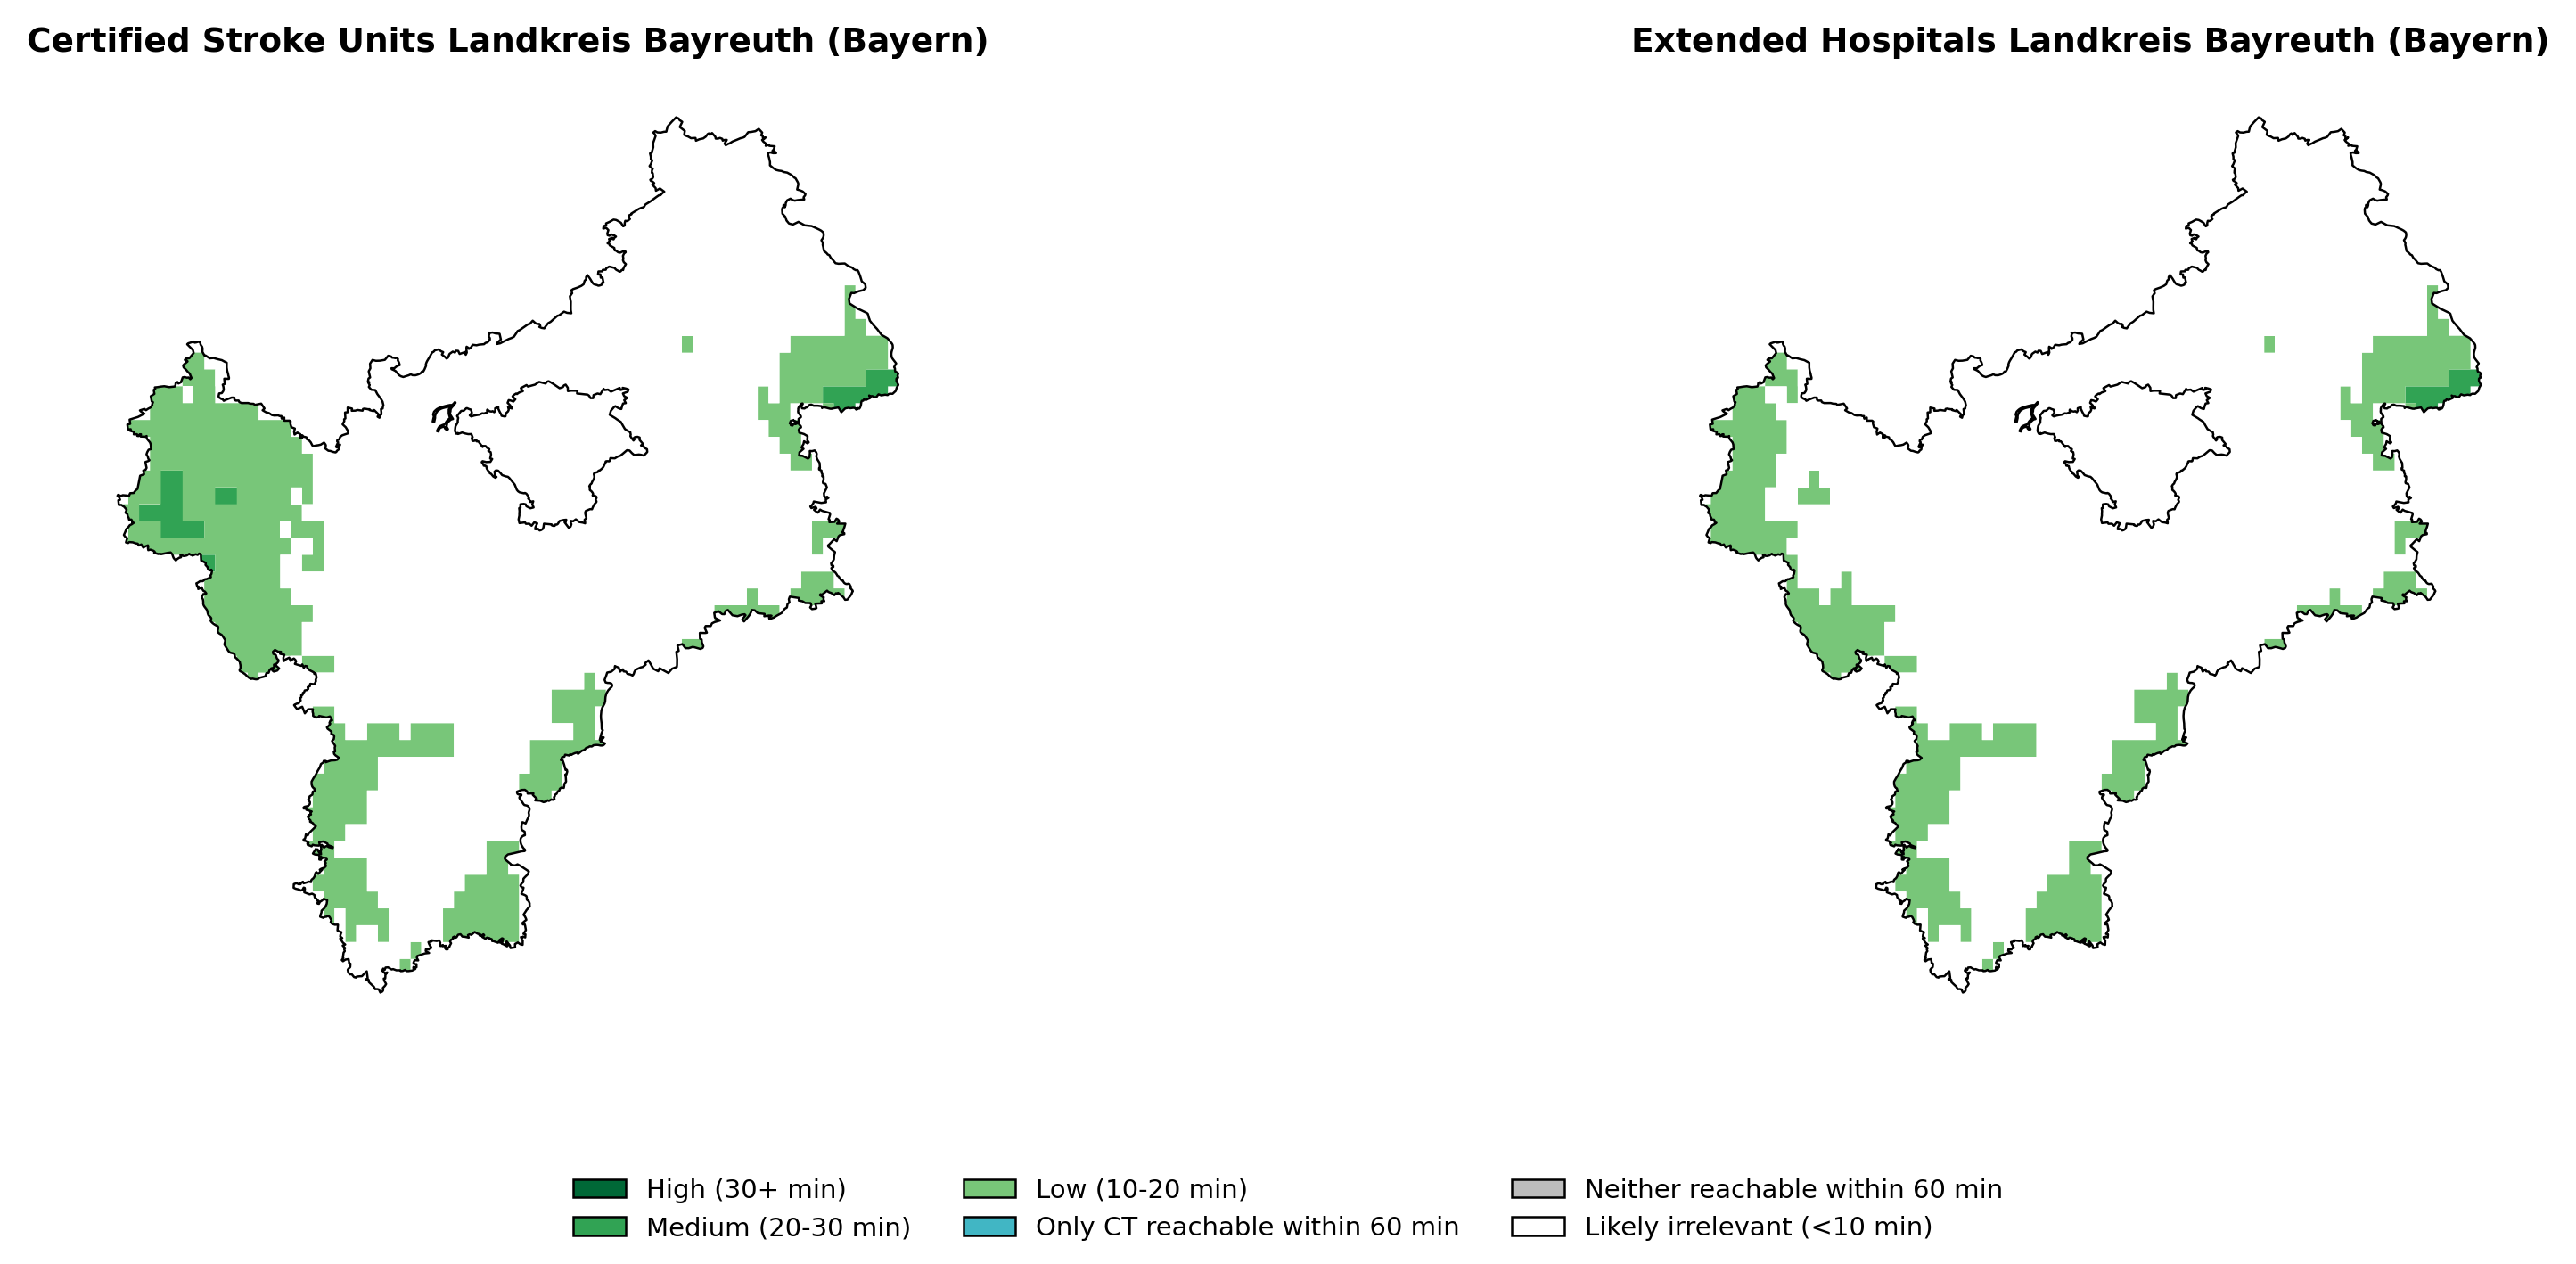 Certified Stroke Units Landkreis Bayreuth (Bayern)
Extended Hospitals Landkreis Bayreuth (Bayern)
High (30+ min)
Medium (20-30 min)
Low (10-20 min)
Only CT reachable within 60 min
Neither reachable within 60 min
Likely irrelevant (<10 min)